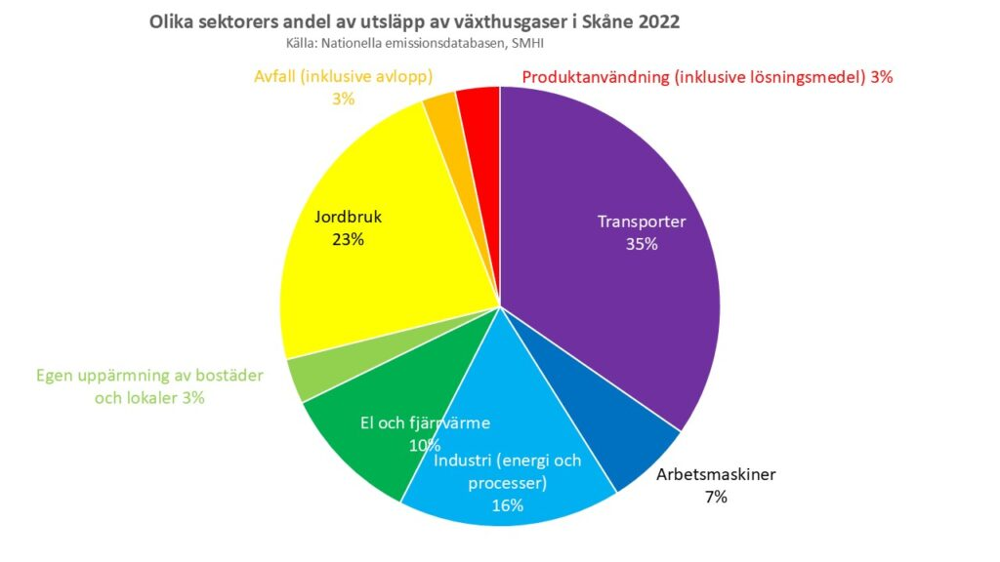 Olika sektorers andel av utsläpp av växthusgaser i Skåne 2022
Källa: Nationella emissionsdatabasen, SMHI
Avfall (inklusive avlopp)
3%
Produktanvändning (inklusive lösningsmedel) 3%
Jordbruk
23%
Transporter
35%
Egen uppärmning av bostäder
och lokaler 3%
El och fjärrvärme
10%
Industri (energi och
processer)
16%
Arbetsmaskiner
7%